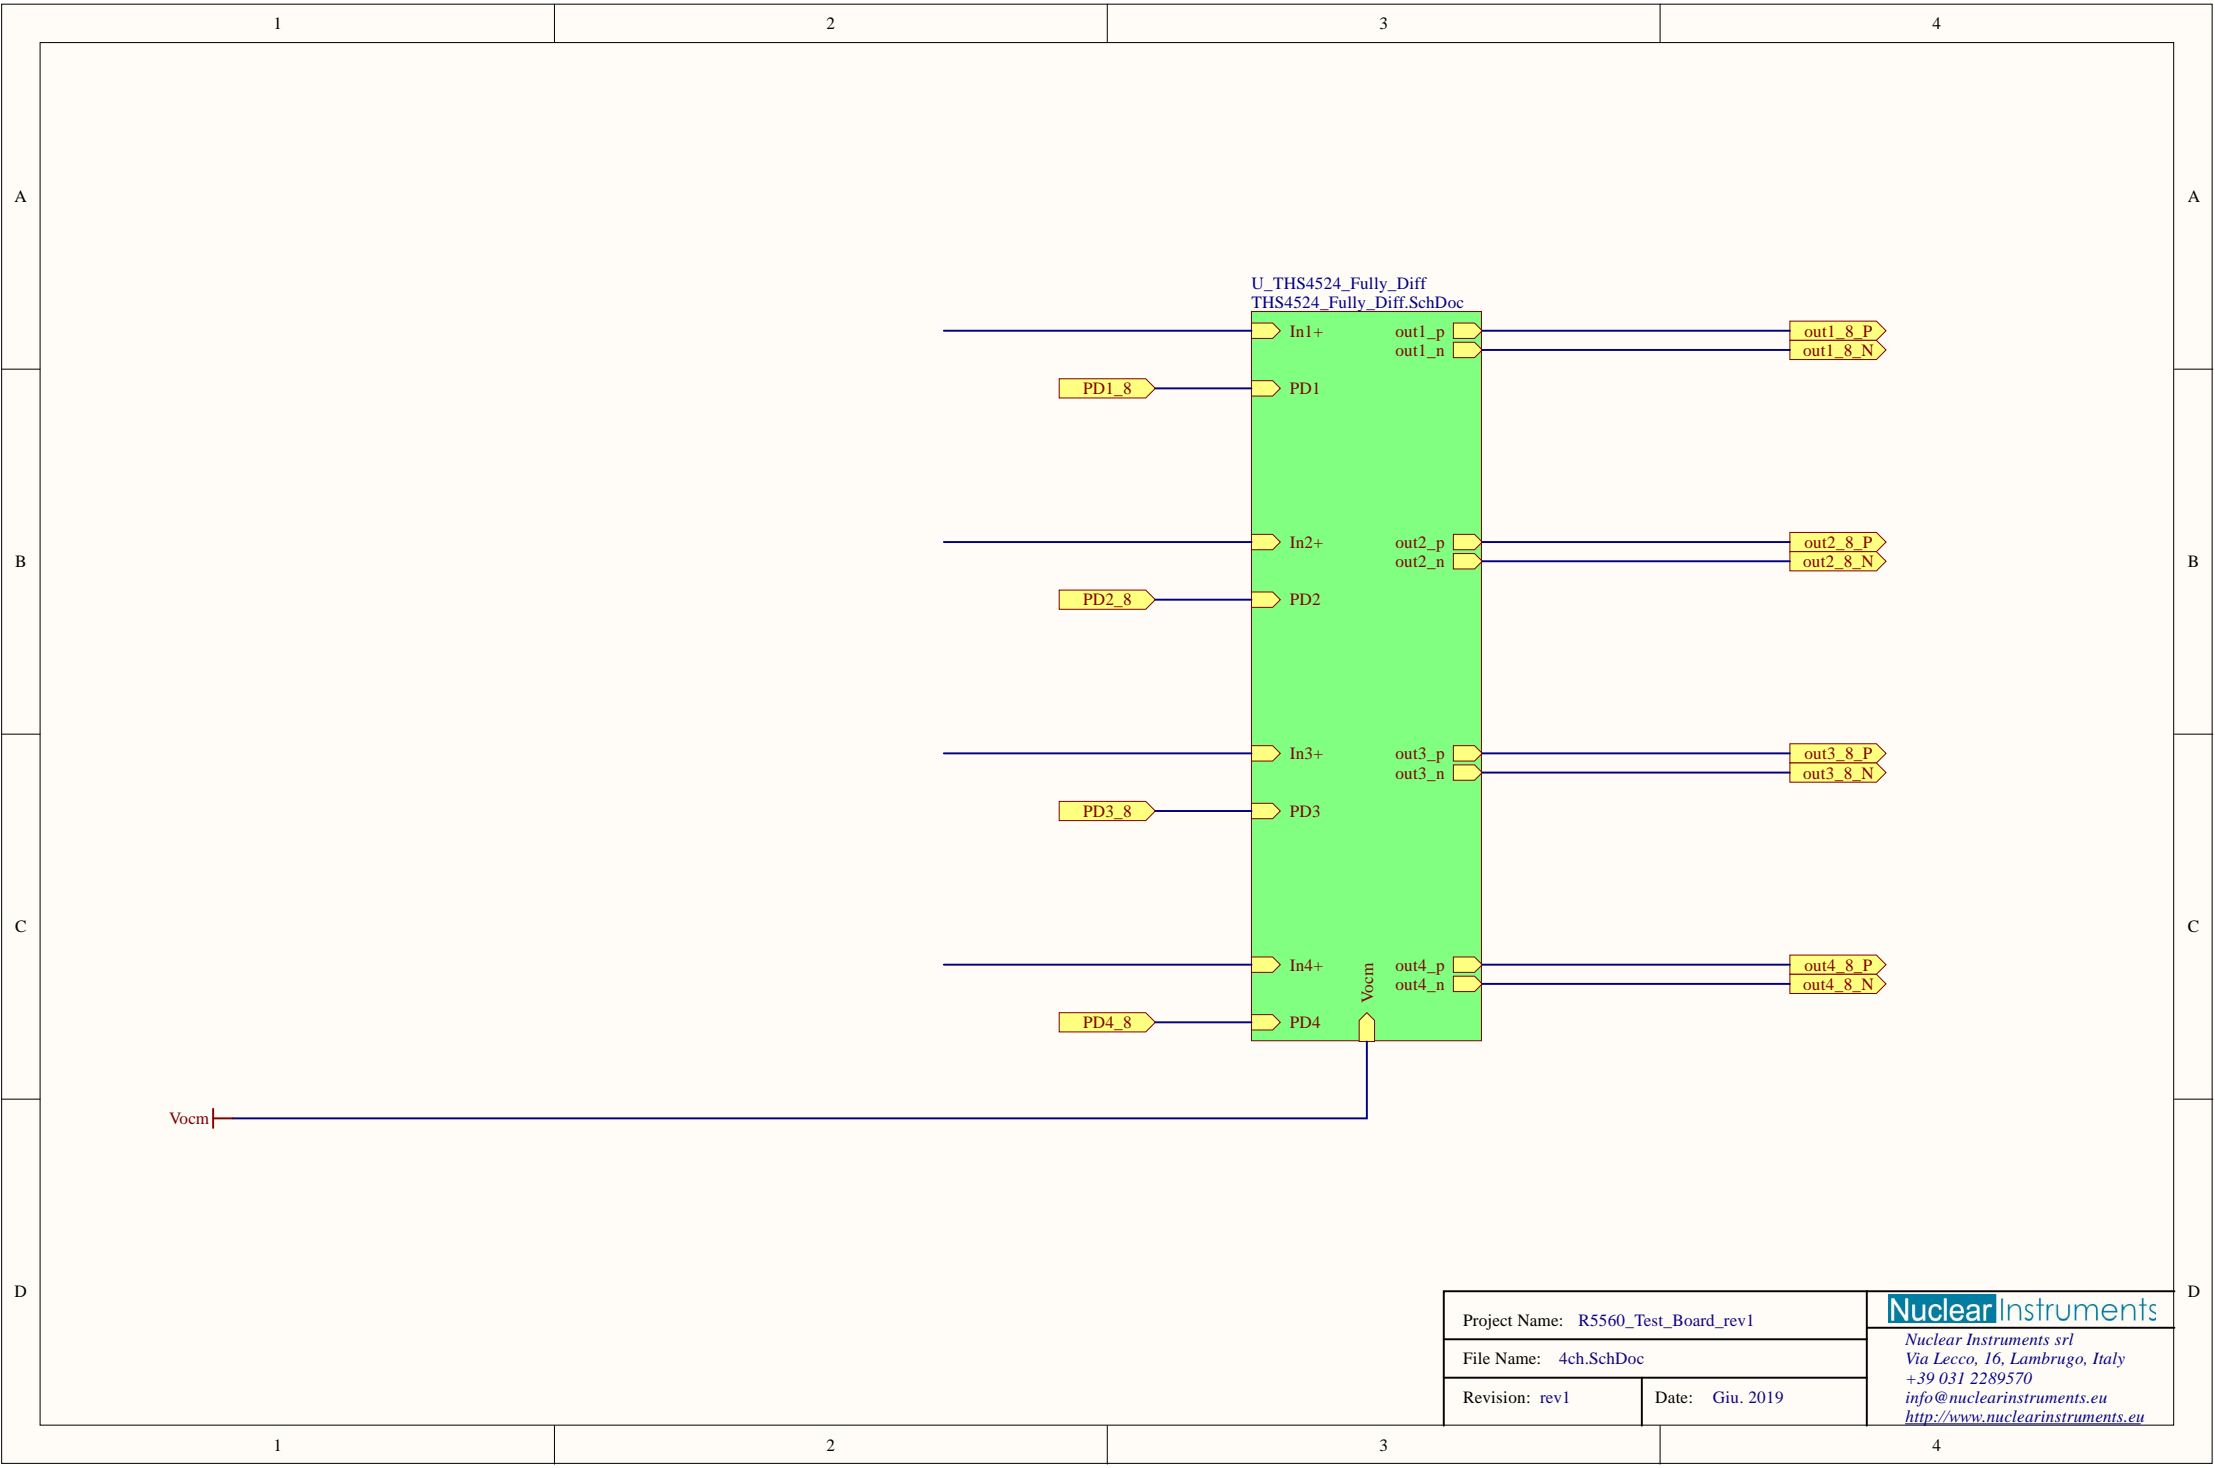 1 2 3 4
A A
U_THS4524_Fully_Diff
THS4524_Fully_Diff.SchDoc
In1+ out1_p out1_8_P
out1_n out1_8_N
PD1_8 PD1
In2+ out2_p out2_8_P
B out2_n out2_8_N B
PD2_8 PD2
In3+ out3_p out3_8_P
out3_n out3_8_N
PD3_8 PD3
C C
In4+ out4_p out4_8_P
Vocm
out4_n out4_8_N
PD4_8 PD4
Vocm
D D
Project Name: R5560_Test_Board_rev1
File Name: 4ch.SchDoc
Revision: rev1 Date: Giu. 2019
Nuclear Instruments
Nuclear Instruments srl
Via Lecco, 16, Lambrugo, Italy
+39 031 2289570
info@nuclearinstruments.eu
http://www.nuclearinstruments.eu
1 2 3 4